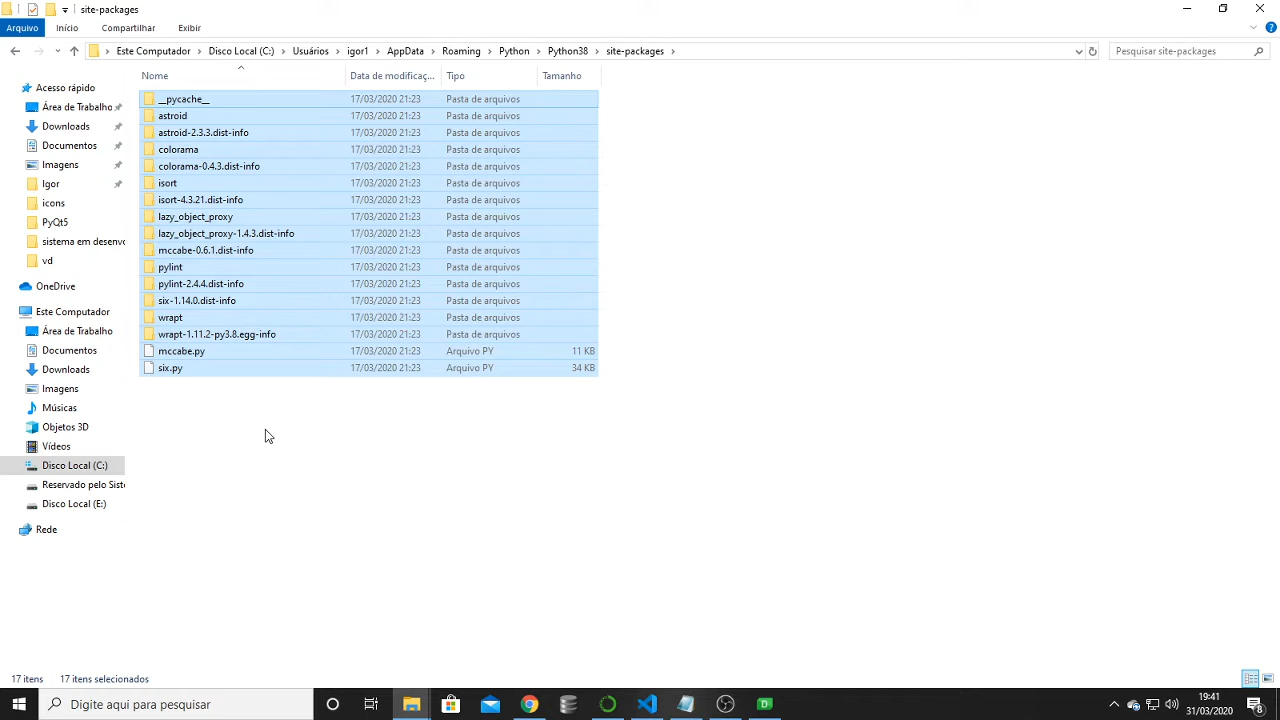 site-packages
Arquivo Início Compartilhar Exibir
Este Computador Disco Local (C:) Usuários igor1 AppData Roaming Python Python38 site-packages
Pesquisar site-packages
Nome Data de modificaç... Tipo Tamanho
Acesso rápido
Área de Trabalho
Downloads
Documentos
Imagens
Igor
icons
PyQt5
sistema em desenvo
vd
OneDrive
Este Computador
Área de Trabalho
Documentos
Downloads
Imagens
Músicas
Objetos 3D
Vídeos
Disco Local (C:)
Reservado pelo Siste
Disco Local (E:)
Rede
__pycache__ 17/03/2020 21:23 Pasta de arquivos
astroid 17/03/2020 21:23 Pasta de arquivos
astroid-2.3.3.dist-info 17/03/2020 21:23 Pasta de arquivos
colorama 17/03/2020 21:23 Pasta de arquivos
colorama-0.4.3.dist-info 17/03/2020 21:23 Pasta de arquivos
isort 17/03/2020 21:23 Pasta de arquivos
isort-4.3.21.dist-info 17/03/2020 21:23 Pasta de arquivos
lazy_object_proxy 17/03/2020 21:23 Pasta de arquivos
lazy_object_proxy-1.4.3.dist-info 17/03/2020 21:23 Pasta de arquivos
mccabe-0.6.1.dist-info 17/03/2020 21:23 Pasta de arquivos
pylint 17/03/2020 21:23 Pasta de arquivos
pylint-2.4.4.dist-info 17/03/2020 21:23 Pasta de arquivos
six-1.14.0.dist-info 17/03/2020 21:23 Pasta de arquivos
wrapt 17/03/2020 21:23 Pasta de arquivos
wrapt-1.11.2-py3.8.egg-info 17/03/2020 21:23 Pasta de arquivos
mccabe.py 17/03/2020 21:23 Arquivo PY 11 KB
six.py 17/03/2020 21:23 Arquivo PY 34 KB
17 itens 17 itens selecionados
Digite aqui para pesquisar
19:41
31/03/2020
8